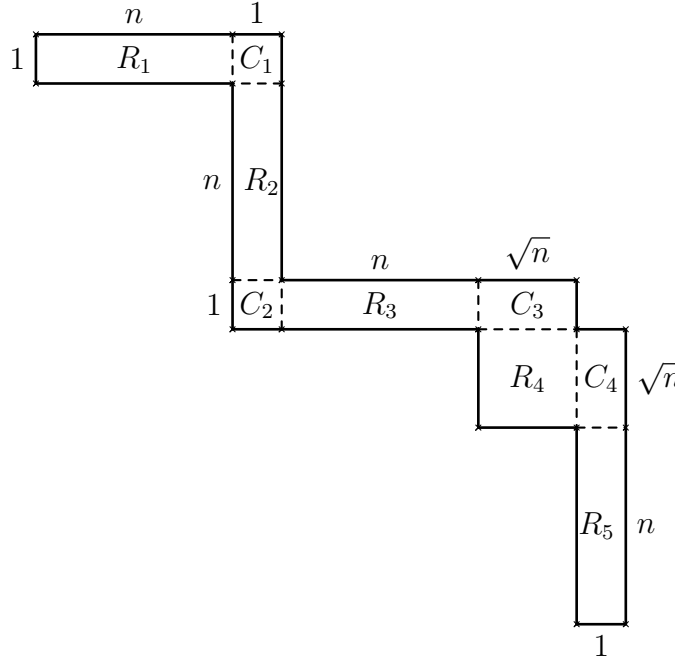 n 1
1 R₁ C₁
n R₂
n √n
1 C₂ R₃ C₃
R₄ C₄ √n
R₅ n
1